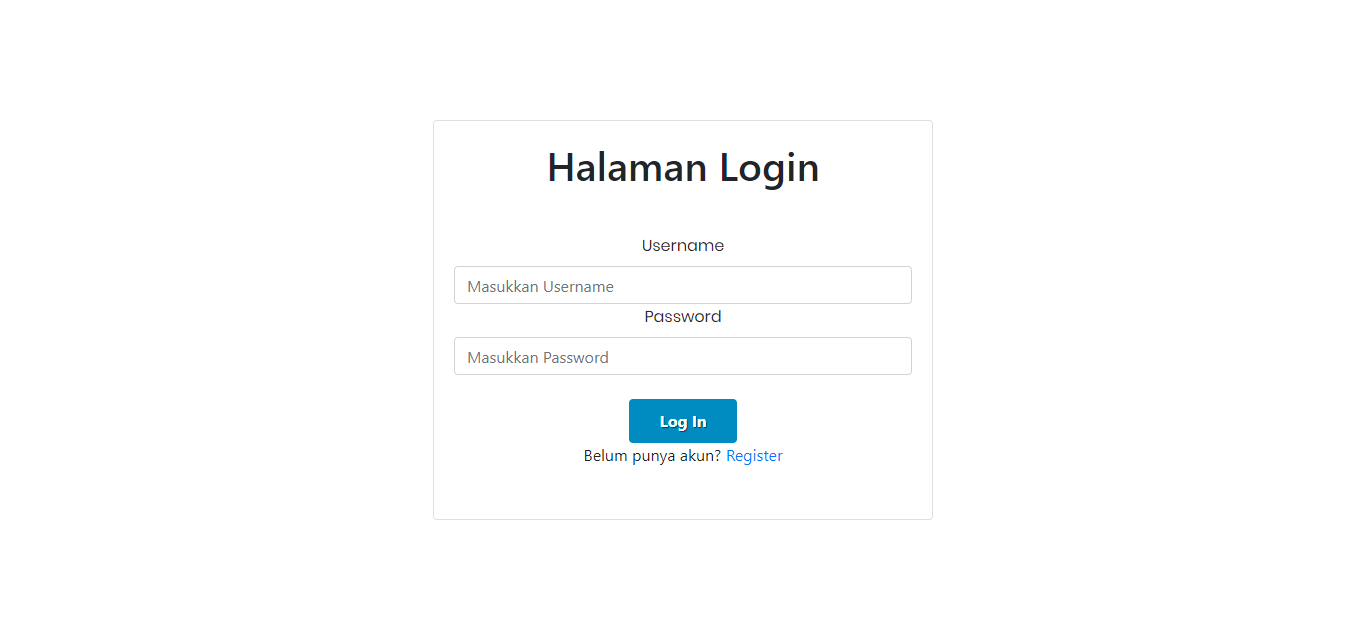 Halaman Login
Username
Masukkan Username
Password
Masukkan Password
Log In
Belum punya akun? Register